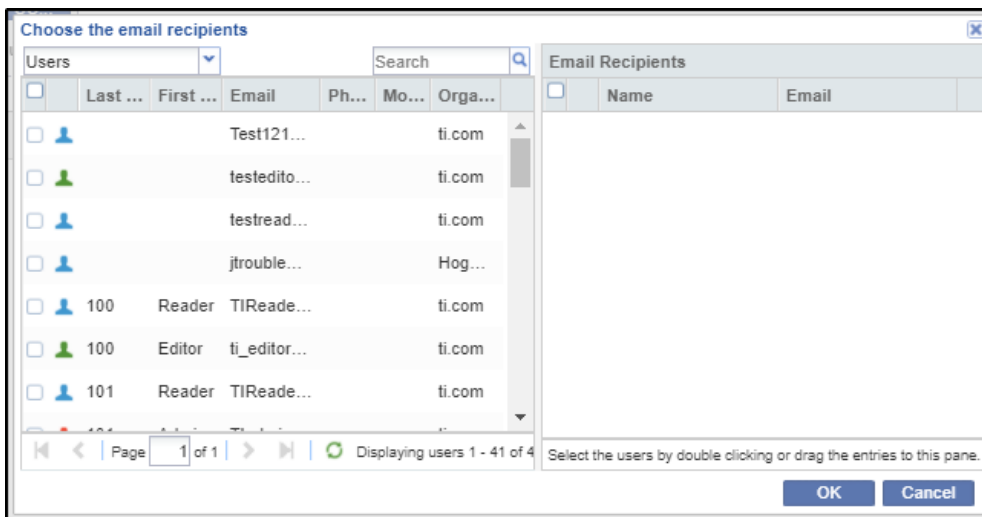 Choose the email recipients
Users
Search
Email Recipients
Last ... First ... Email Ph... Mo... Orga...
Name Email
Test121... ti.com
testedito... ti.com
testread... ti.com
jtrouble... Hog...
100 Reader TIReade... ti.com
100 Editor ti_editor... ti.com
101 Reader TIReade... ti.com
Page 1 of 1 Displaying users 1 - 41 of 4
Select the users by double clicking or drag the entries to this pane.
OK Cancel